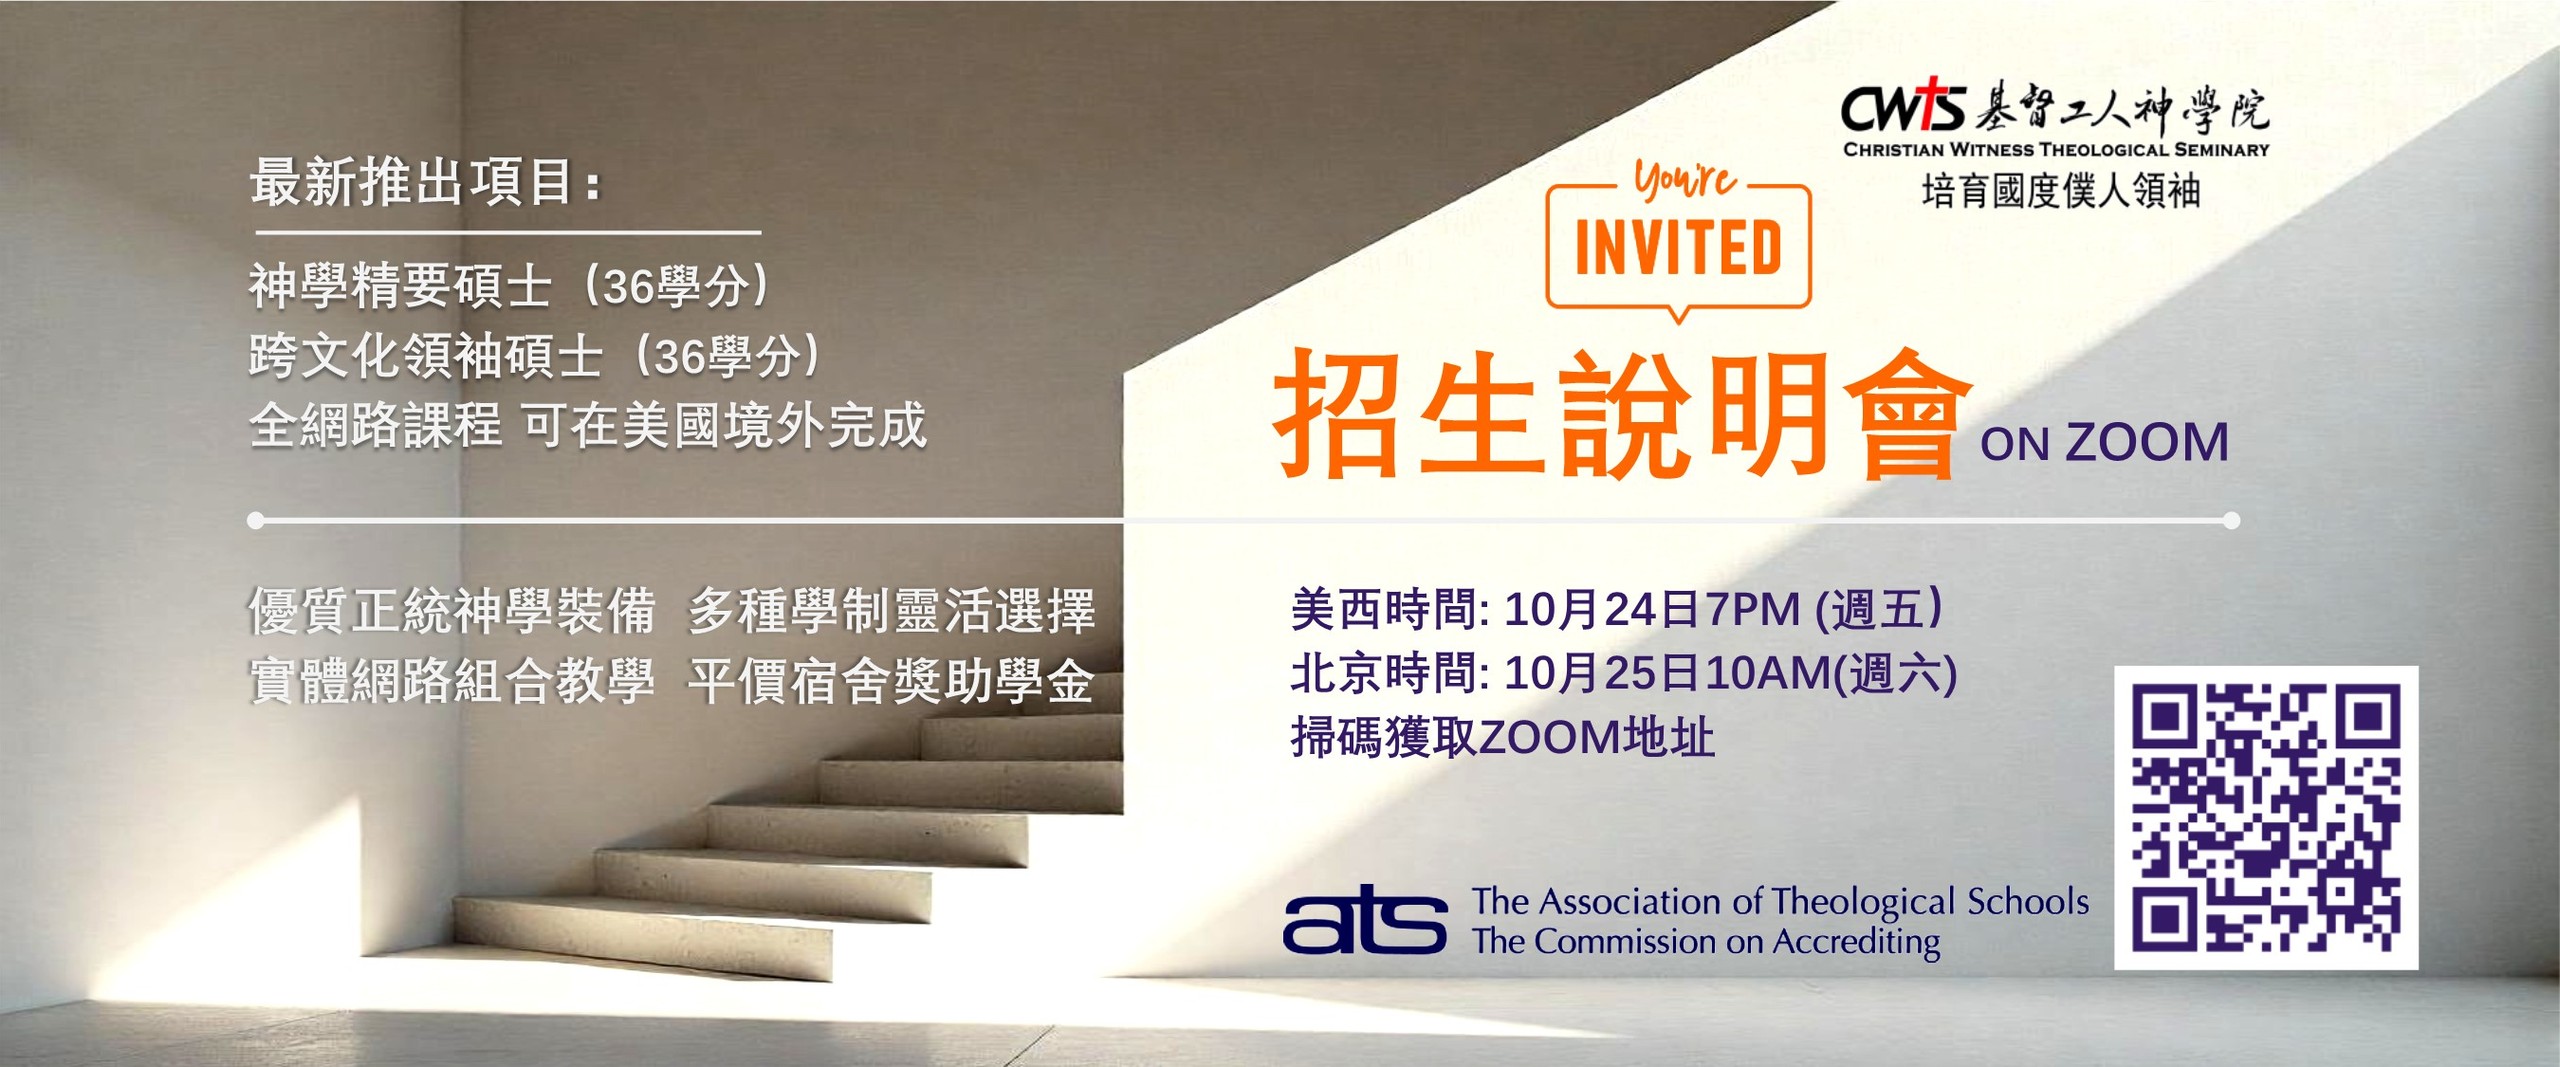 最新推出項目：
神學精要碩士（36學分）
跨文化領袖碩士（36學分）
全網路課程 可在美國境外完成
優質正統神學裝備 多種學制靈活選擇
實體網路組合教學 平價宿舍獎助學金
CWTS 基督工人神學院
CHRISTIAN WITNESS THEOLOGICAL SEMINARY
培育國度僕人領袖
You're
INVITED
招生說明會 ON ZOOM
美西時間: 10月24日7PM (週五）
北京時間: 10月25日10AM(週六)
掃碼獲取ZOOM地址
ats The Association of Theological Schools
The Commission on Accrediting